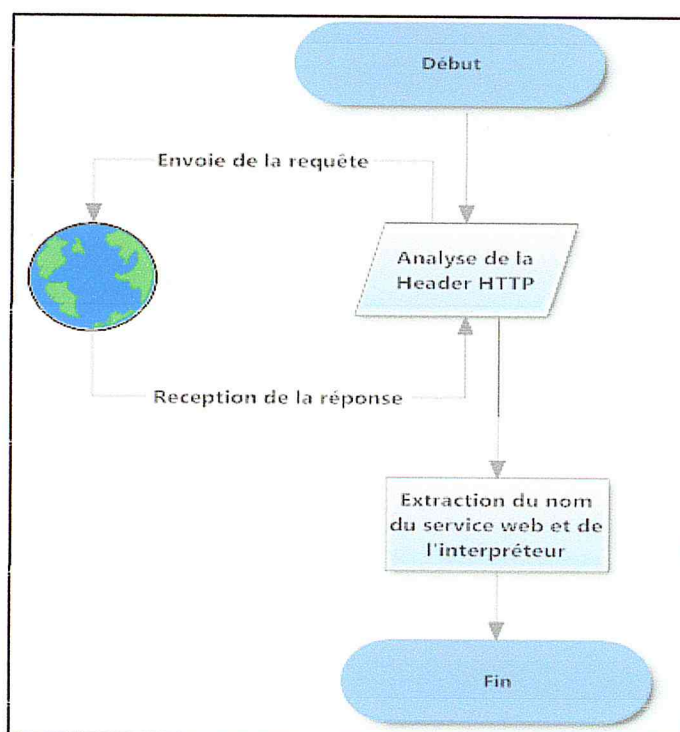 Début
Envoie de la requête
Analyse de la
Header HTTP
Reception de la réponse
Extraction du nom
du service web et de
l'interpréteur
Fin